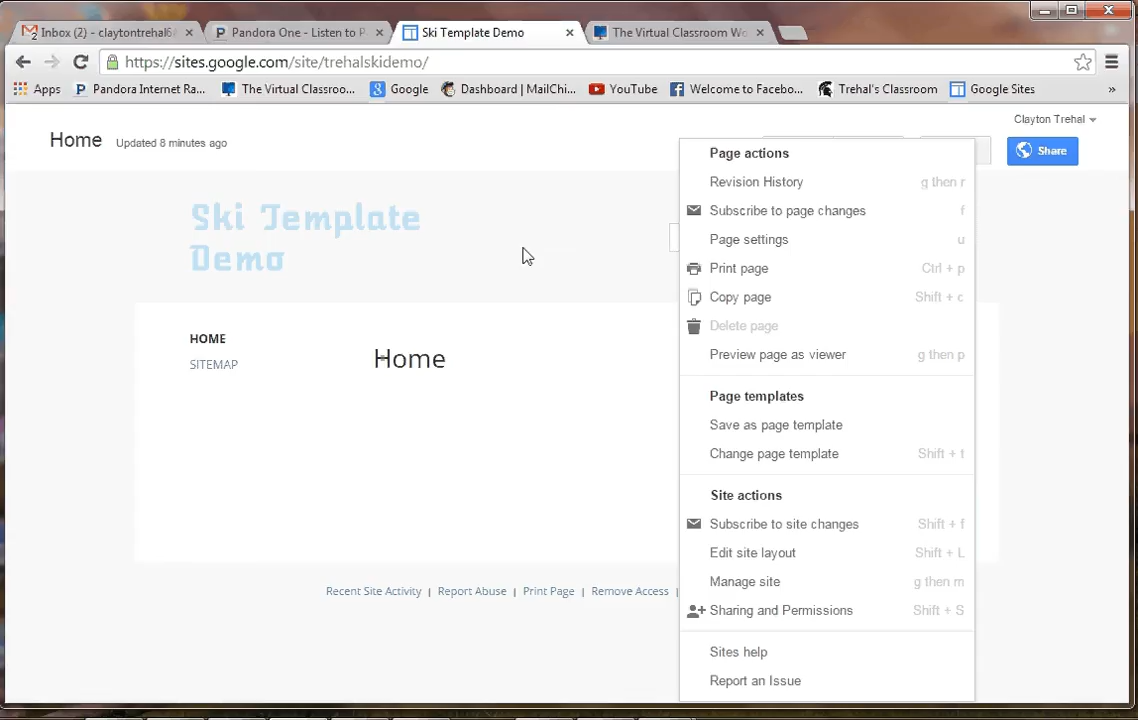 Inbox (2) - claytontrehal6
Pandora One - Listen to P
Ski Template Demo
The Virtual Classroom We
https://sites.google.com/site/trehalskidemo/
Apps
Pandora Internet Ra...
The Virtual Classroo...
Google
Dashboard | MailChi...
YouTube
Welcome to Facebo...
Trehal's Classroom
Google Sites
»
Clayton Trehal
Home Updated 8 minutes ago
Share
Ski Template
Demo
HOME
SITEMAP
Home
Recent Site Activity | Report Abuse | Print Page | Remove Access |
Page actions
Revision History g then r
Subscribe to page changes f
Page settings u
Print page Ctrl + p
Copy page Shift + c
Delete page
Preview page as viewer g then p
Page templates
Save as page template
Change page template Shift + t
Site actions
Subscribe to site changes Shift + f
Edit site layout Shift + L
Manage site g then m
Sharing and Permissions Shift + S
Sites help
Report an Issue